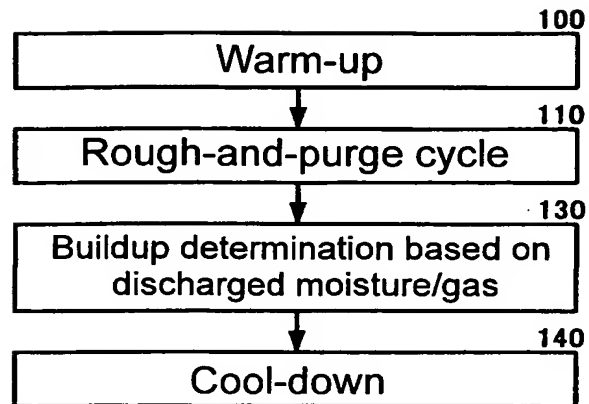 100
Warm-up
110
Rough-and-purge cycle
130
Buildup determination based on
discharged moisture/gas
140
Cool-down